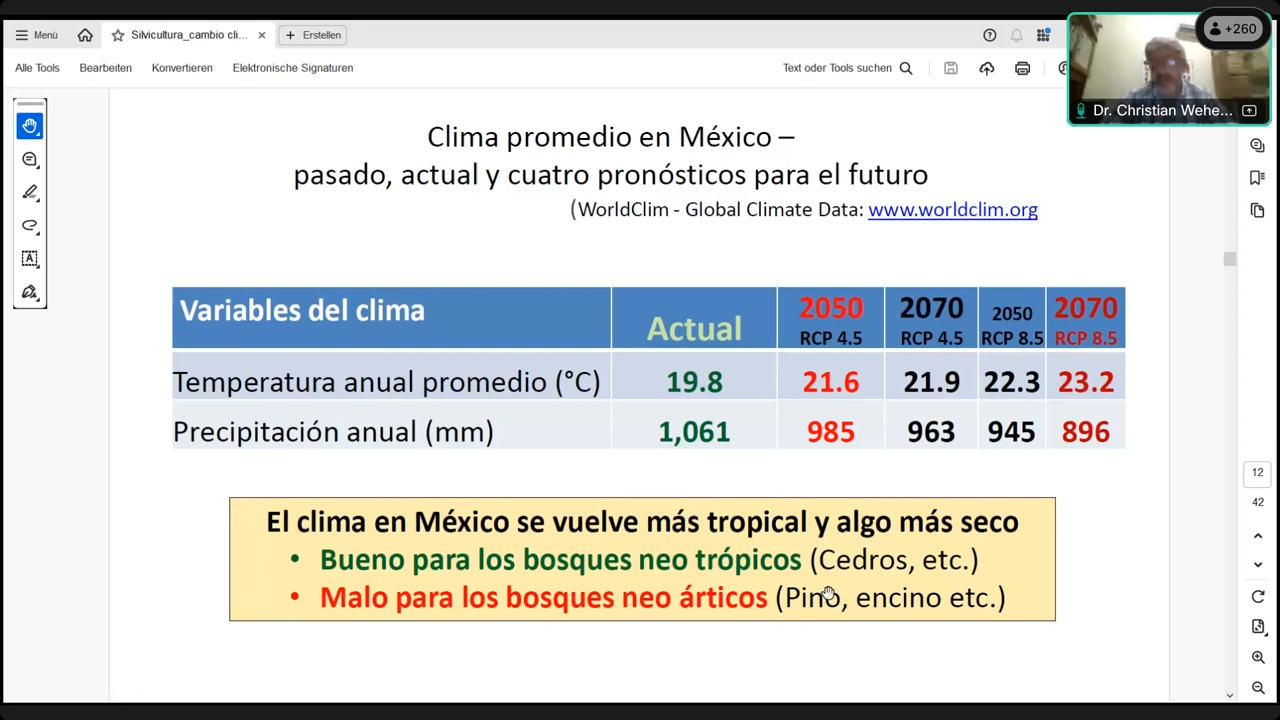 Menú
Silvicultura_cambio cli...
Erstellen
+260
Alle Tools
Bearbeiten
Konvertieren
Elektronische Signaturen
Text oder Tools suchen
Dr. Christian Wehe...
Clima promedio en México –
pasado, actual y cuatro pronósticos para el futuro
(WorldClim - Global Climate Data: www.worldclim.org
Variables del clima Actual 2050 RCP 4.5 2070 RCP 4.5 2050 RCP 8.5 2070 RCP 8.5
Temperatura anual promedio (°C) 19.8 21.6 21.9 22.3 23.2
Precipitación anual (mm) 1,061 985 963 945 896
El clima en México se vuelve más tropical y algo más seco
• Bueno para los bosques neo trópicos (Cedros, etc.)
• Malo para los bosques neo árticos (Pino, encino etc.)
12
42